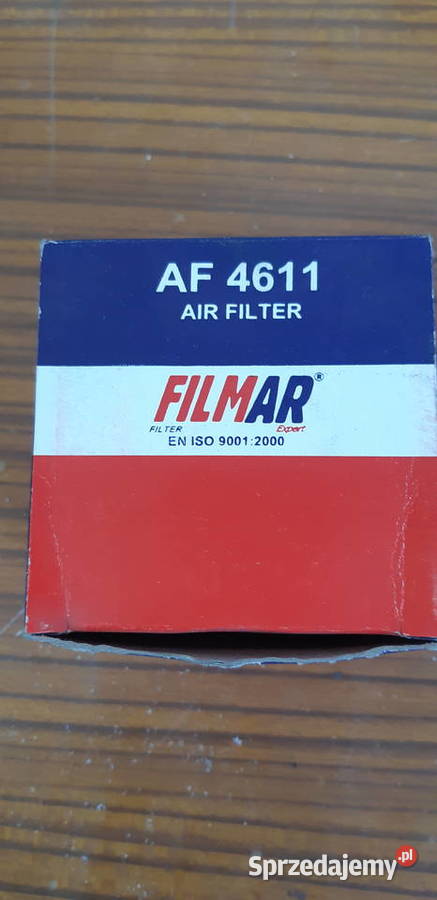 AF 4611
AIR FILTER
FILMAR®
FILTER Expert
EN ISO 9001:2000
Sprzedajemy.pl